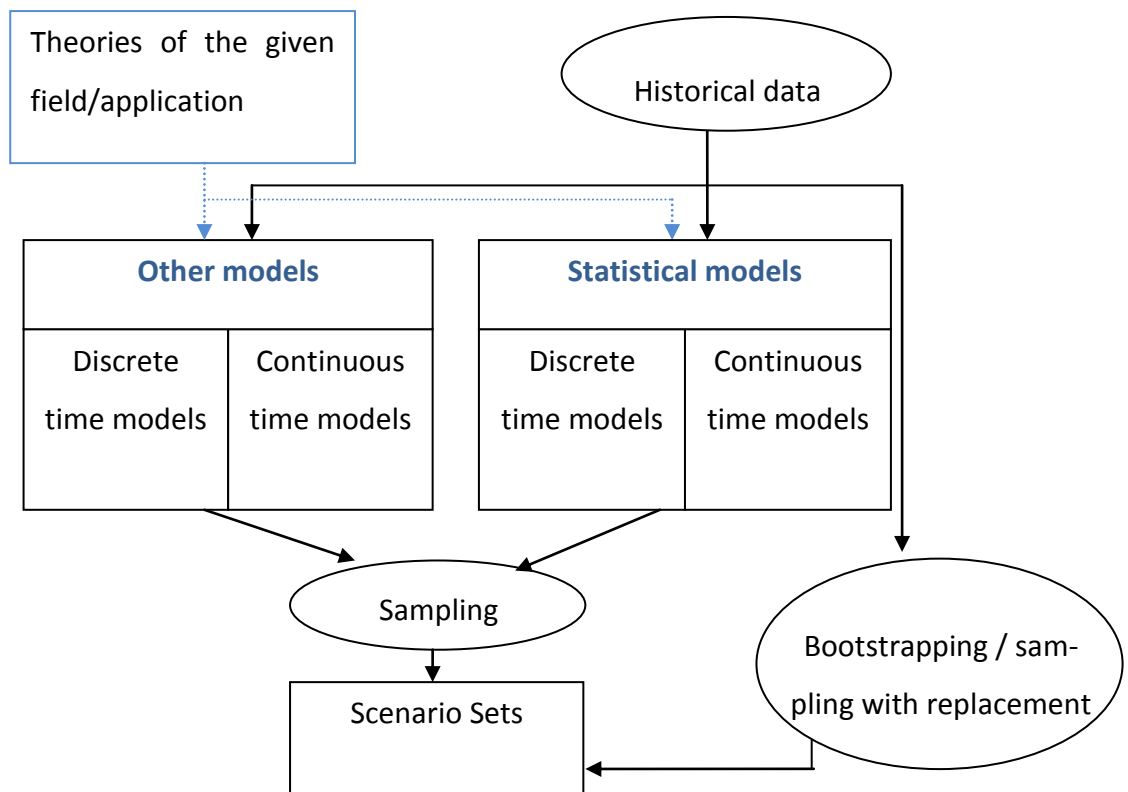 Theories of the given
field/application
Historical data
Other models
Discrete
time models
Continuous
time models
Statistical models
Discrete
time models
Continuous
time models
Sampling
Bootstrapping / sam-
pling with replacement
Scenario Sets